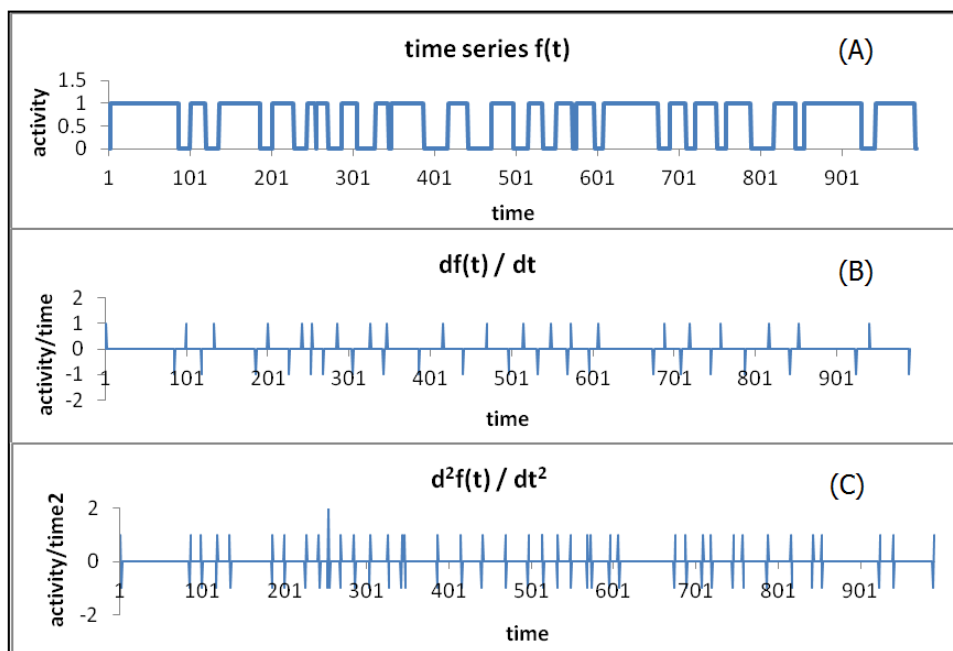 time series f(t)
(A)
activity
1.5
1
0.5
0
1 101 201 301 401 501 601 701 801 901
time
df(t) / dt
(B)
activity/time
2
1
0
-1
-2
1 101 201 301 401 501 601 701 801 901
time
d²f(t) / dt²
(C)
activity/time2
2
0
-2
1 101 201 301 401 501 601 701 801 901
time